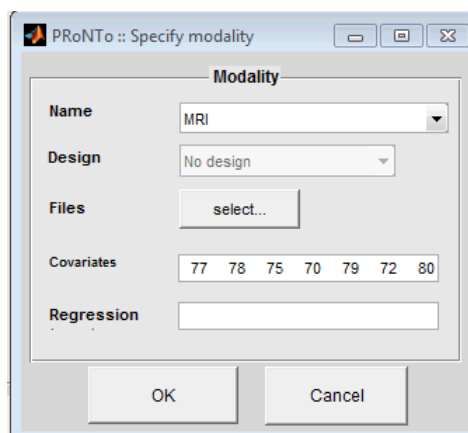 PRoNTo :: Specify modality
Modality
Name
MRI
Design
No design
Files
select...
Covariates
77 78 75 70 79 72 80
Regression
OK
Cancel